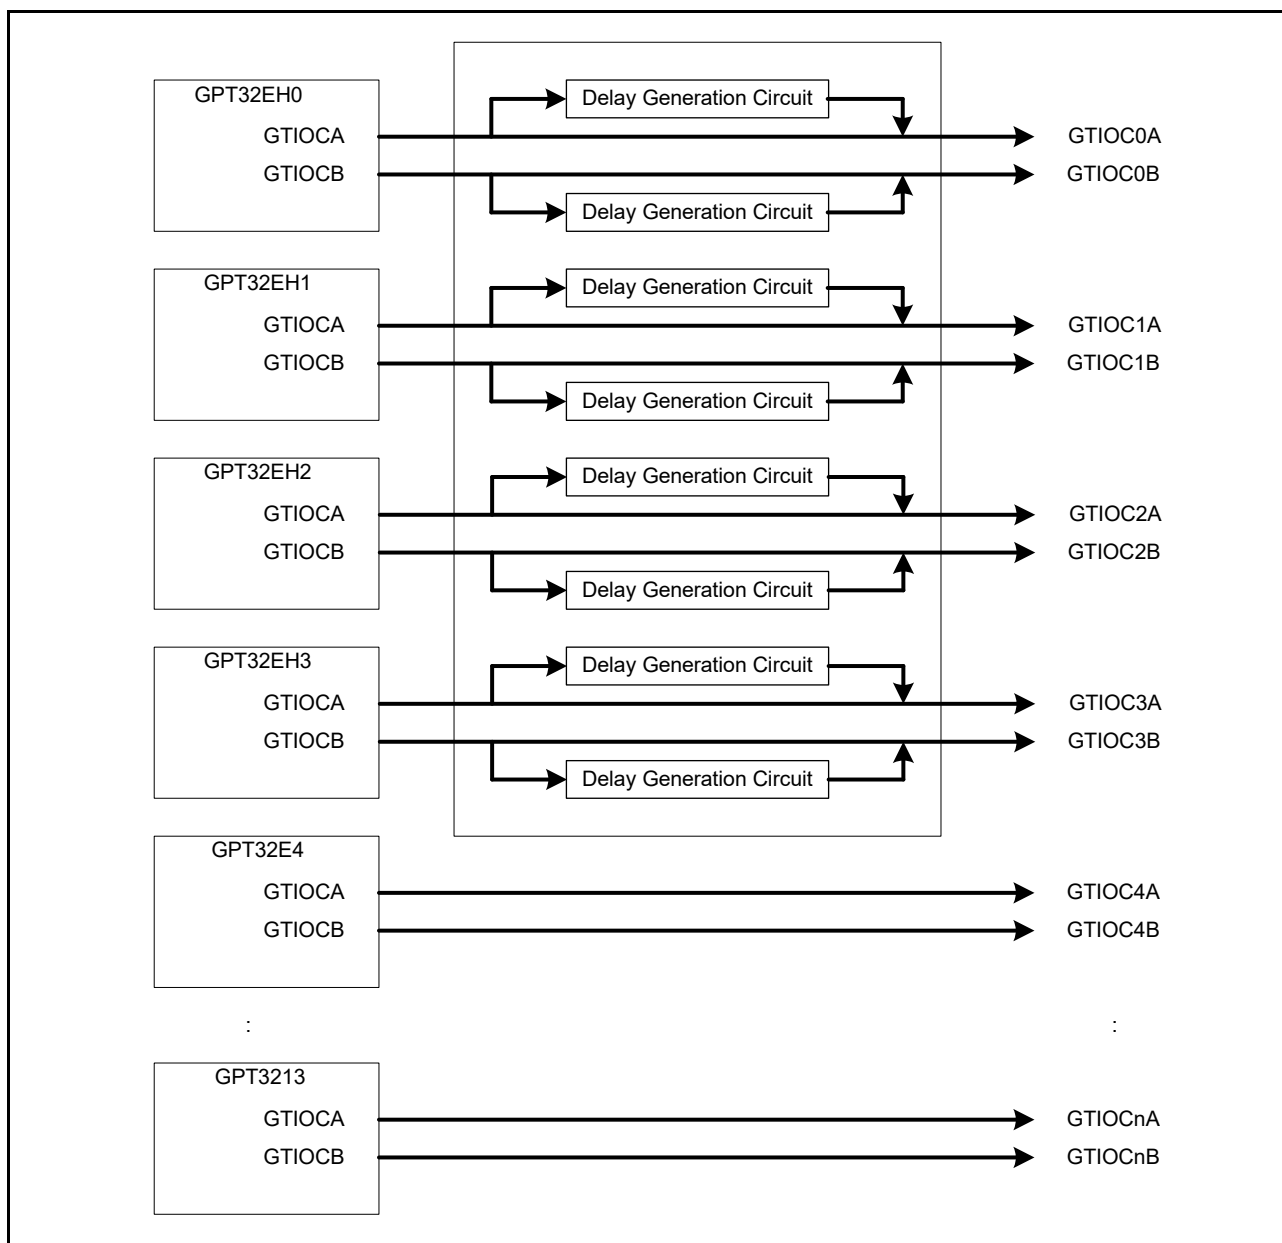 GPT32EH0
Delay Generation Circuit
GTIOCA
GTIOC0A
GTIOCB
GTIOC0B
Delay Generation Circuit
GPT32EH1
Delay Generation Circuit
GTIOCA
GTIOC1A
GTIOCB
GTIOC1B
Delay Generation Circuit
GPT32EH2
Delay Generation Circuit
GTIOCA
GTIOC2A
GTIOCB
GTIOC2B
Delay Generation Circuit
GPT32EH3
Delay Generation Circuit
GTIOCA
GTIOC3A
GTIOCB
GTIOC3B
Delay Generation Circuit
GPT32E4
GTIOCA
GTIOC4A
GTIOCB
GTIOC4B
:
:
GPT3213
GTIOCA
GTIOCnA
GTIOCB
GTIOCnB